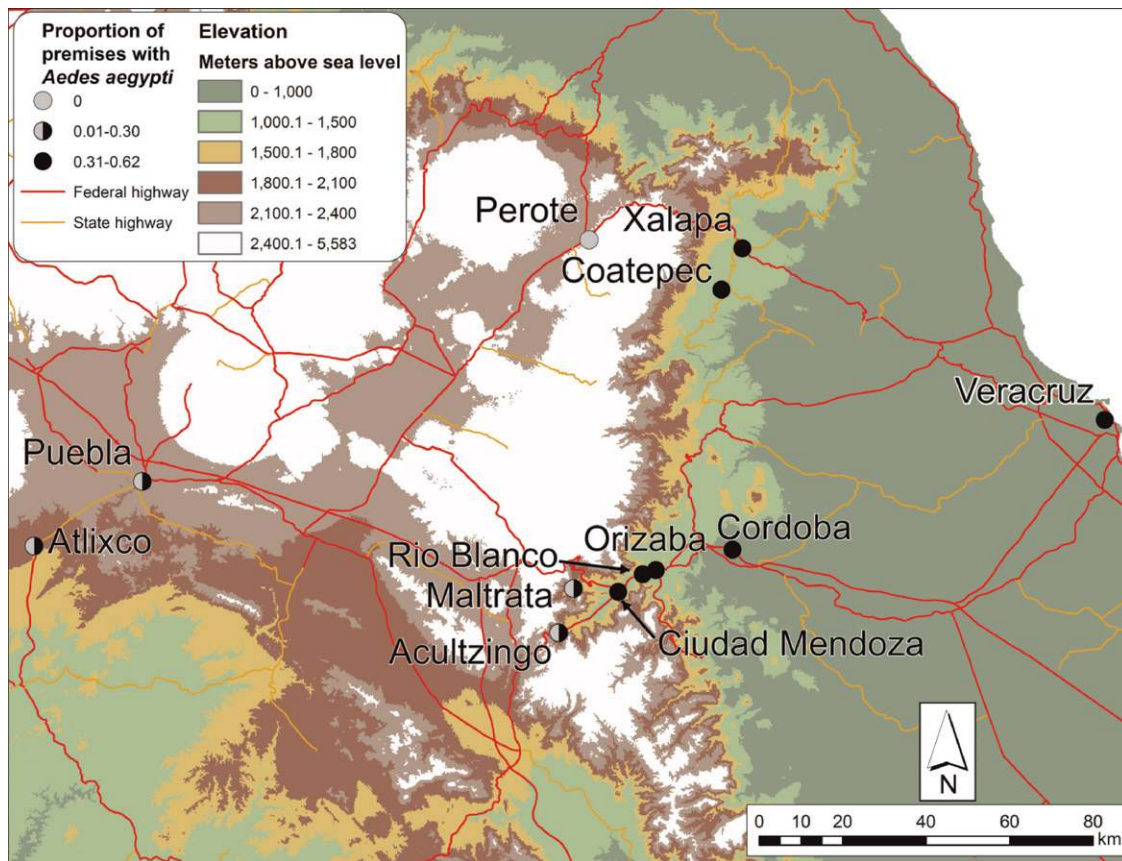 Proportion of
premises with
Aedes aegypti
0
0.01-0.30
0.31-0.62
Federal highway
State highway
Elevation
Meters above sea level
0 - 1,000
1,000.1 - 1,500
1,500.1 - 1,800
1,800.1 - 2,100
2,100.1 - 2,400
2,400.1 - 5,583
Perote
Xalapa
Coatepec
Veracruz
Puebla
Atlixco
Rio Blanco
Orizaba
Cordoba
Maltrata
Acultzingo
Ciudad Mendoza
N
0 10 20 40 60 80
km